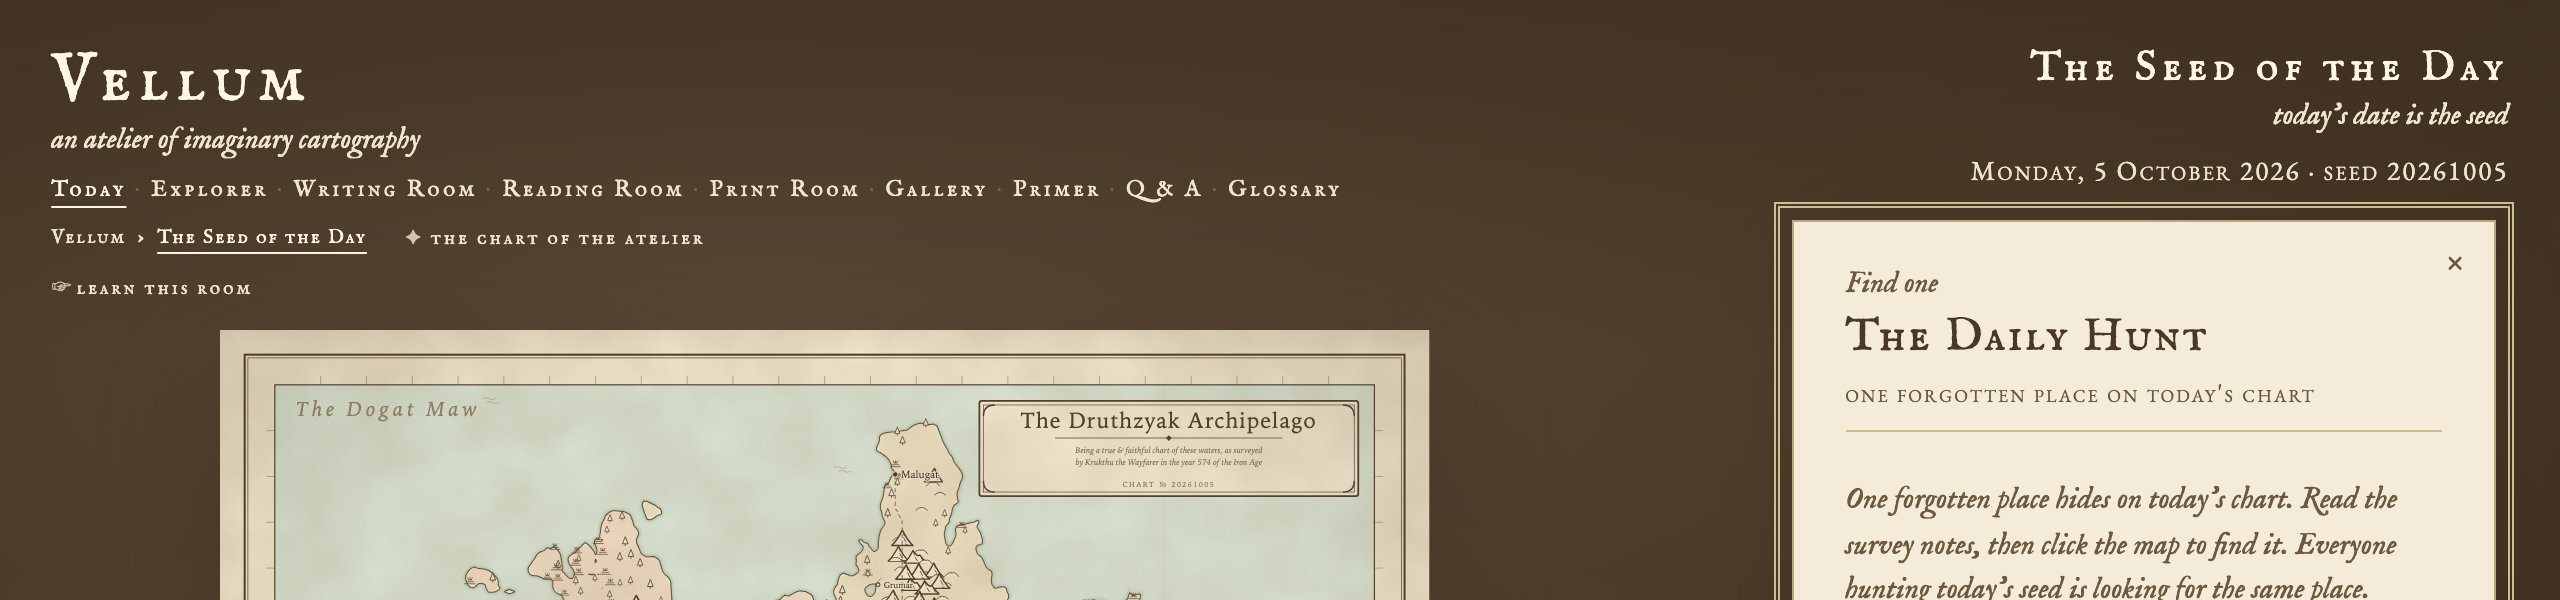 Vellum
an atelier of imaginary cartography
Today · Explorer · Writing Room · Reading Room · Print Room · Gallery · Primer · Q & A · Glossary
Vellum › The Seed of the Day ✦ the chart of the atelier
☞ learn this room
The Seed of the Day
today's date is the seed
Monday, 5 October 2026 · seed 20261005
The Dogat Maw
The Druthzyak Archipelago
Being a true & faithful chart of these waters, as surveyed
by Krukthu the Wayfarer in the year 574 of the Iron Age
CHART № 20261005
Malugat
Grumar
×
Find one
The Daily Hunt
one forgotten place on today's chart
One forgotten place hides on today's chart. Read the
survey notes, then click the map to find it. Everyone
hunting today's seed is looking for the same place.